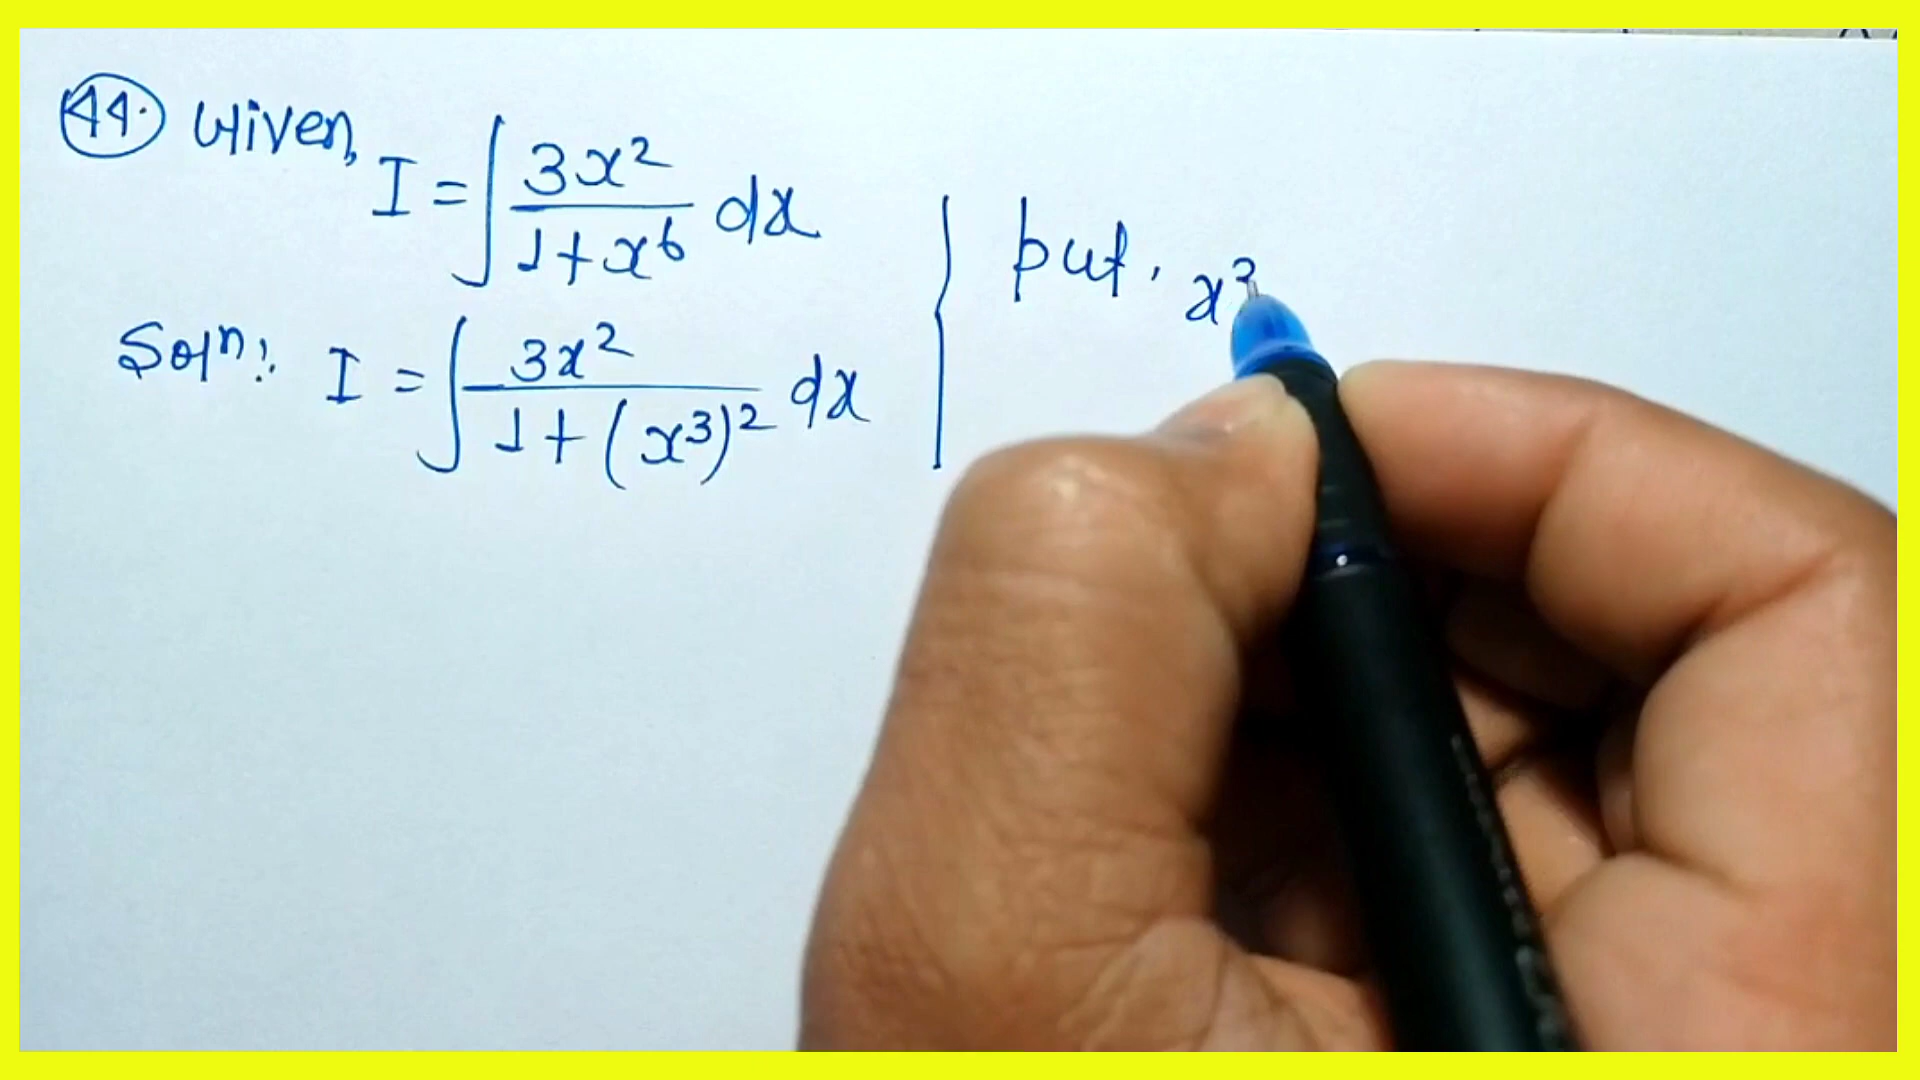 44. Given,
I = ∫ 3x²/(1+x⁶) dx
Soln:. I = ∫ 3x²/(1+(x³)²) dx
put, x³